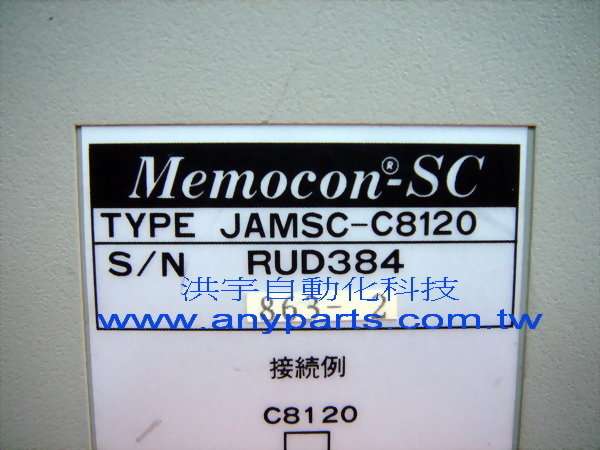 Memocon®-SC
TYPE JAMSC-C8120
S/N RUD384
洪宇自動化科技
www.anyparts.com.tw
接続例
C8120